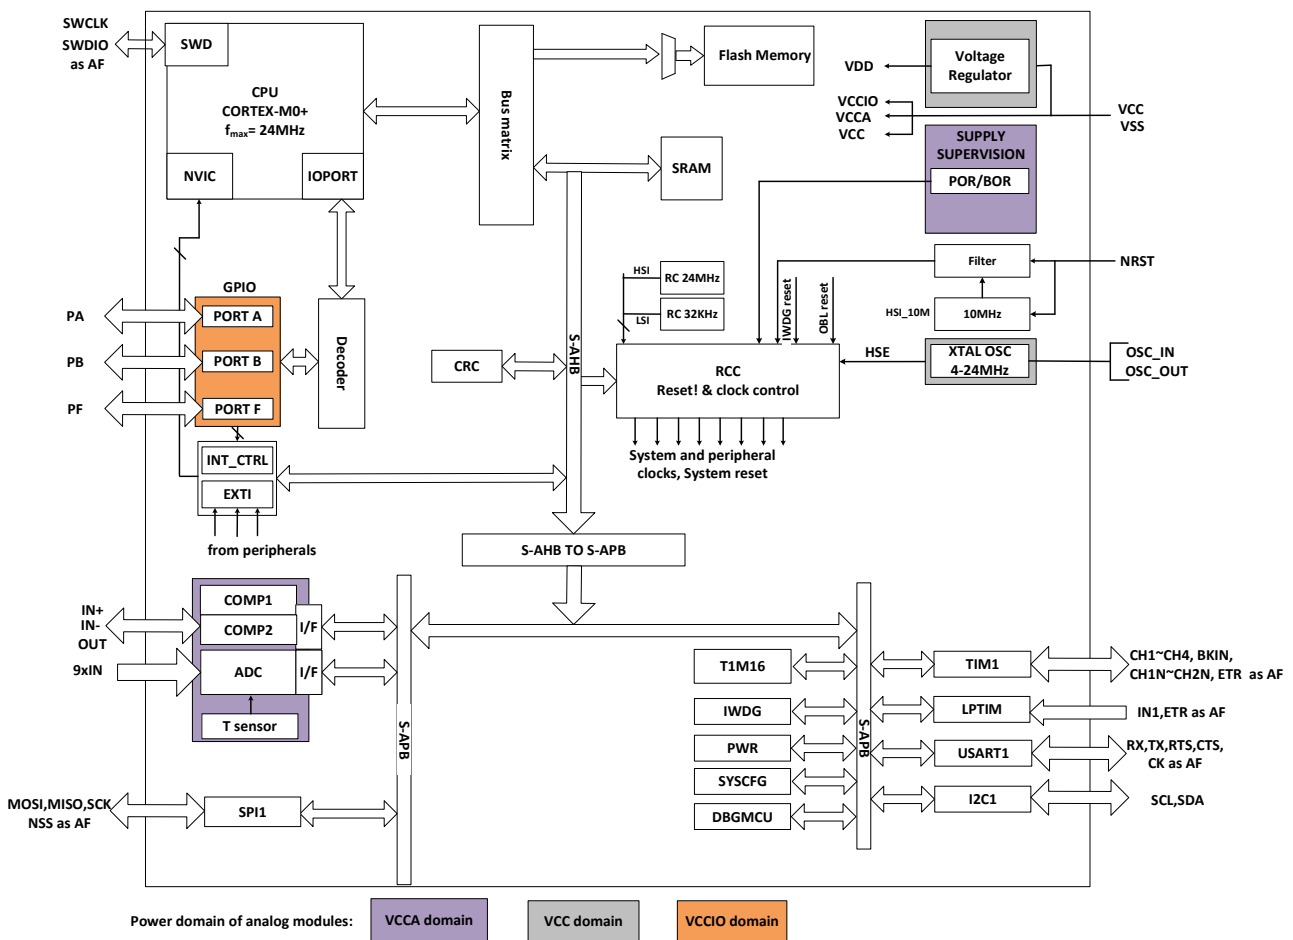 SWCLK
SWDIO
as AF
SWD
CPU
CORTEX-M0+
fmax= 24MHz
NVIC
IOPORT
Bus matrix
Flash Memory
SRAM
VDD
Voltage
Regulator
VCCIO
VCCA
VCC
VCC
VSS
SUPPLY
SUPERVISION
POR/BOR
Filter
NRST
HSI_10M
10MHz
HSI
RC 24MHz
LSI
RC 32KHz
IWDG reset
OBL reset
HSE
XTAL OSC
4-24MHz
OSC_IN
OSC_OUT
RCC
Reset! & clock control
System and peripheral
clocks, System reset
GPIO
PA
PORT A
PB
PORT B
PF
PORT F
Decoder
CRC
S-AHB
INT_CTRL
EXTI
from peripherals
S-AHB TO S-APB
COMP1
IN+
IN-
OUT
COMP2
I/F
9xIN
ADC
I/F
T sensor
S-APB
MOSI,MISO,SCK
NSS as AF
SPI1
T1M16
IWDG
PWR
SYSCFG
DBGMCU
S-APB
TIM1
CH1~CH4, BKIN,
CH1N~CH2N, ETR as AF
LPTIM
IN1,ETR as AF
USART1
RX,TX,RTS,CTS,
CK as AF
I2C1
SCL,SDA
Power domain of analog modules:
VCCA domain
VCC domain
VCCIO domain